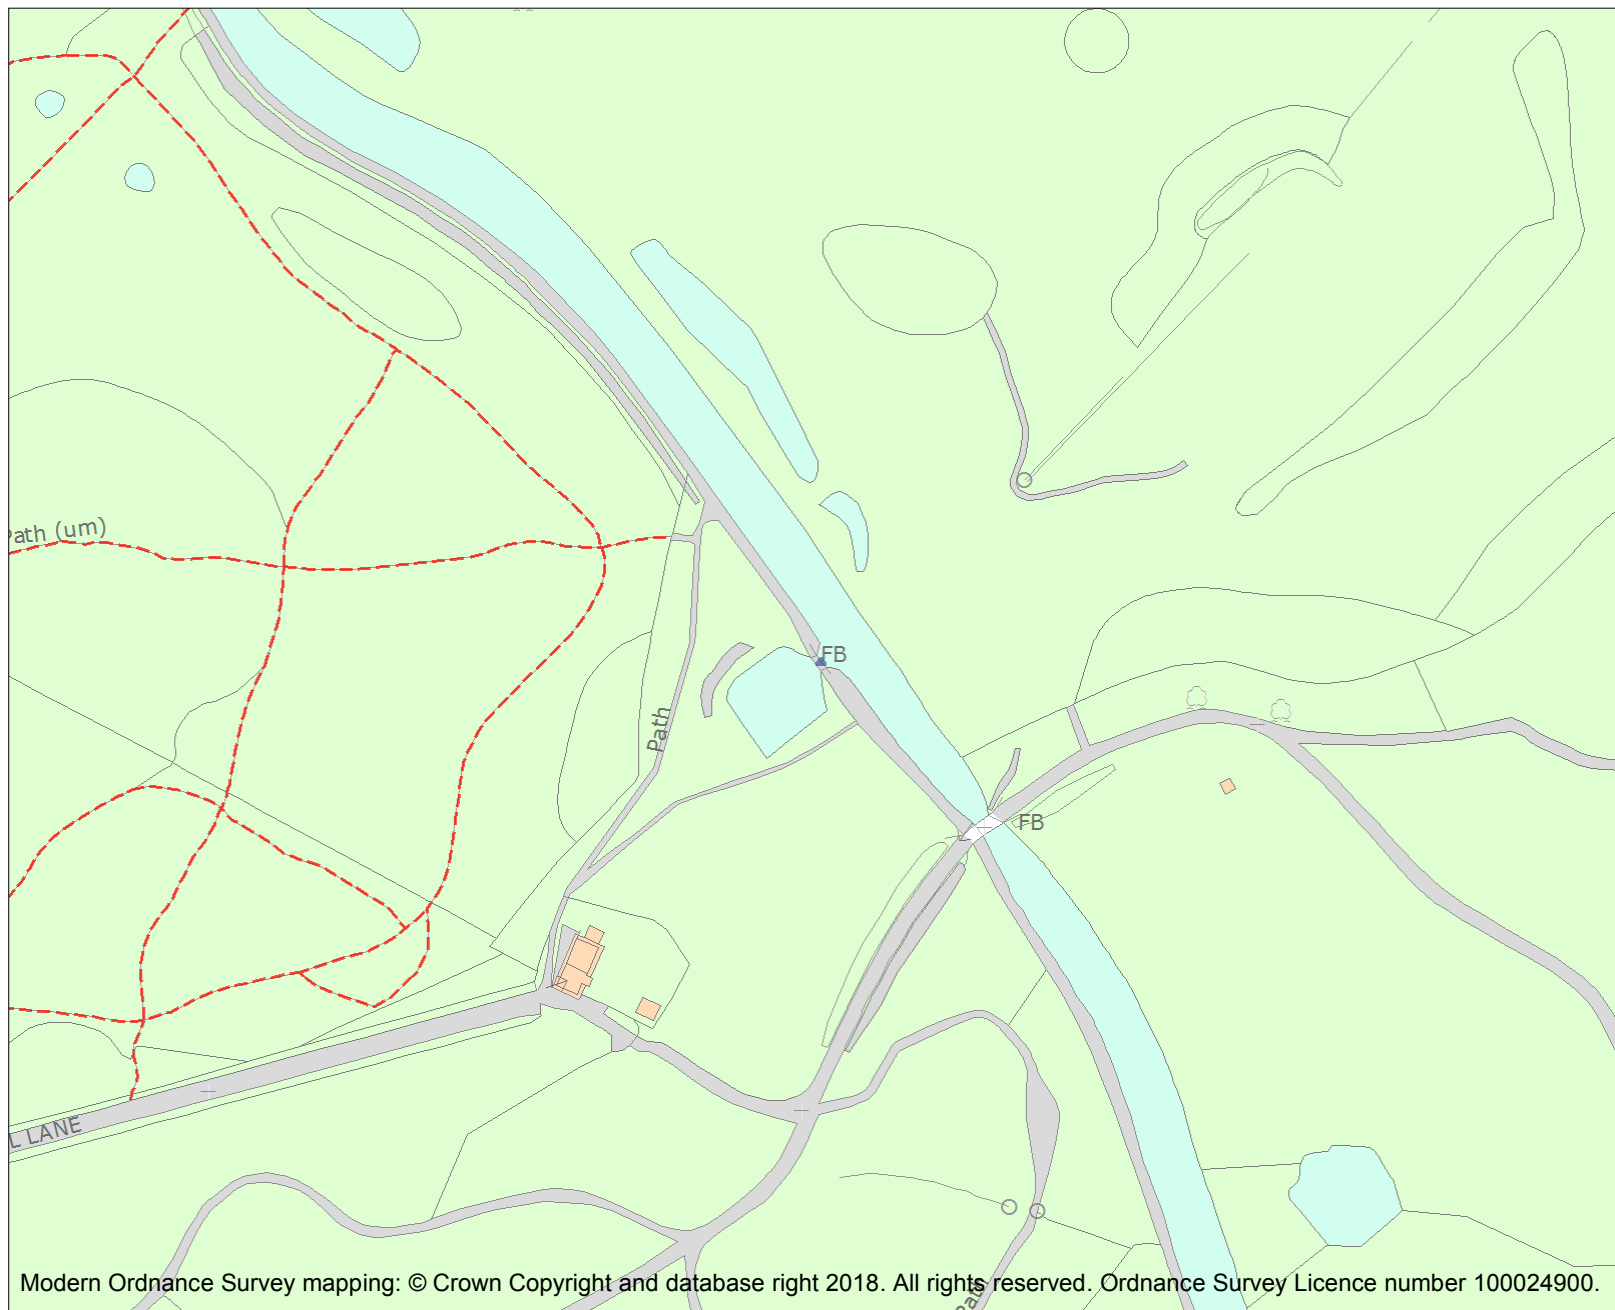 Path (um)
FB
Path
FB
L LANE
Path
Modern Ordnance Survey mapping: © Crown Copyright and database right 2018. All rights reserved. Ordnance Survey Licence number 100024900.